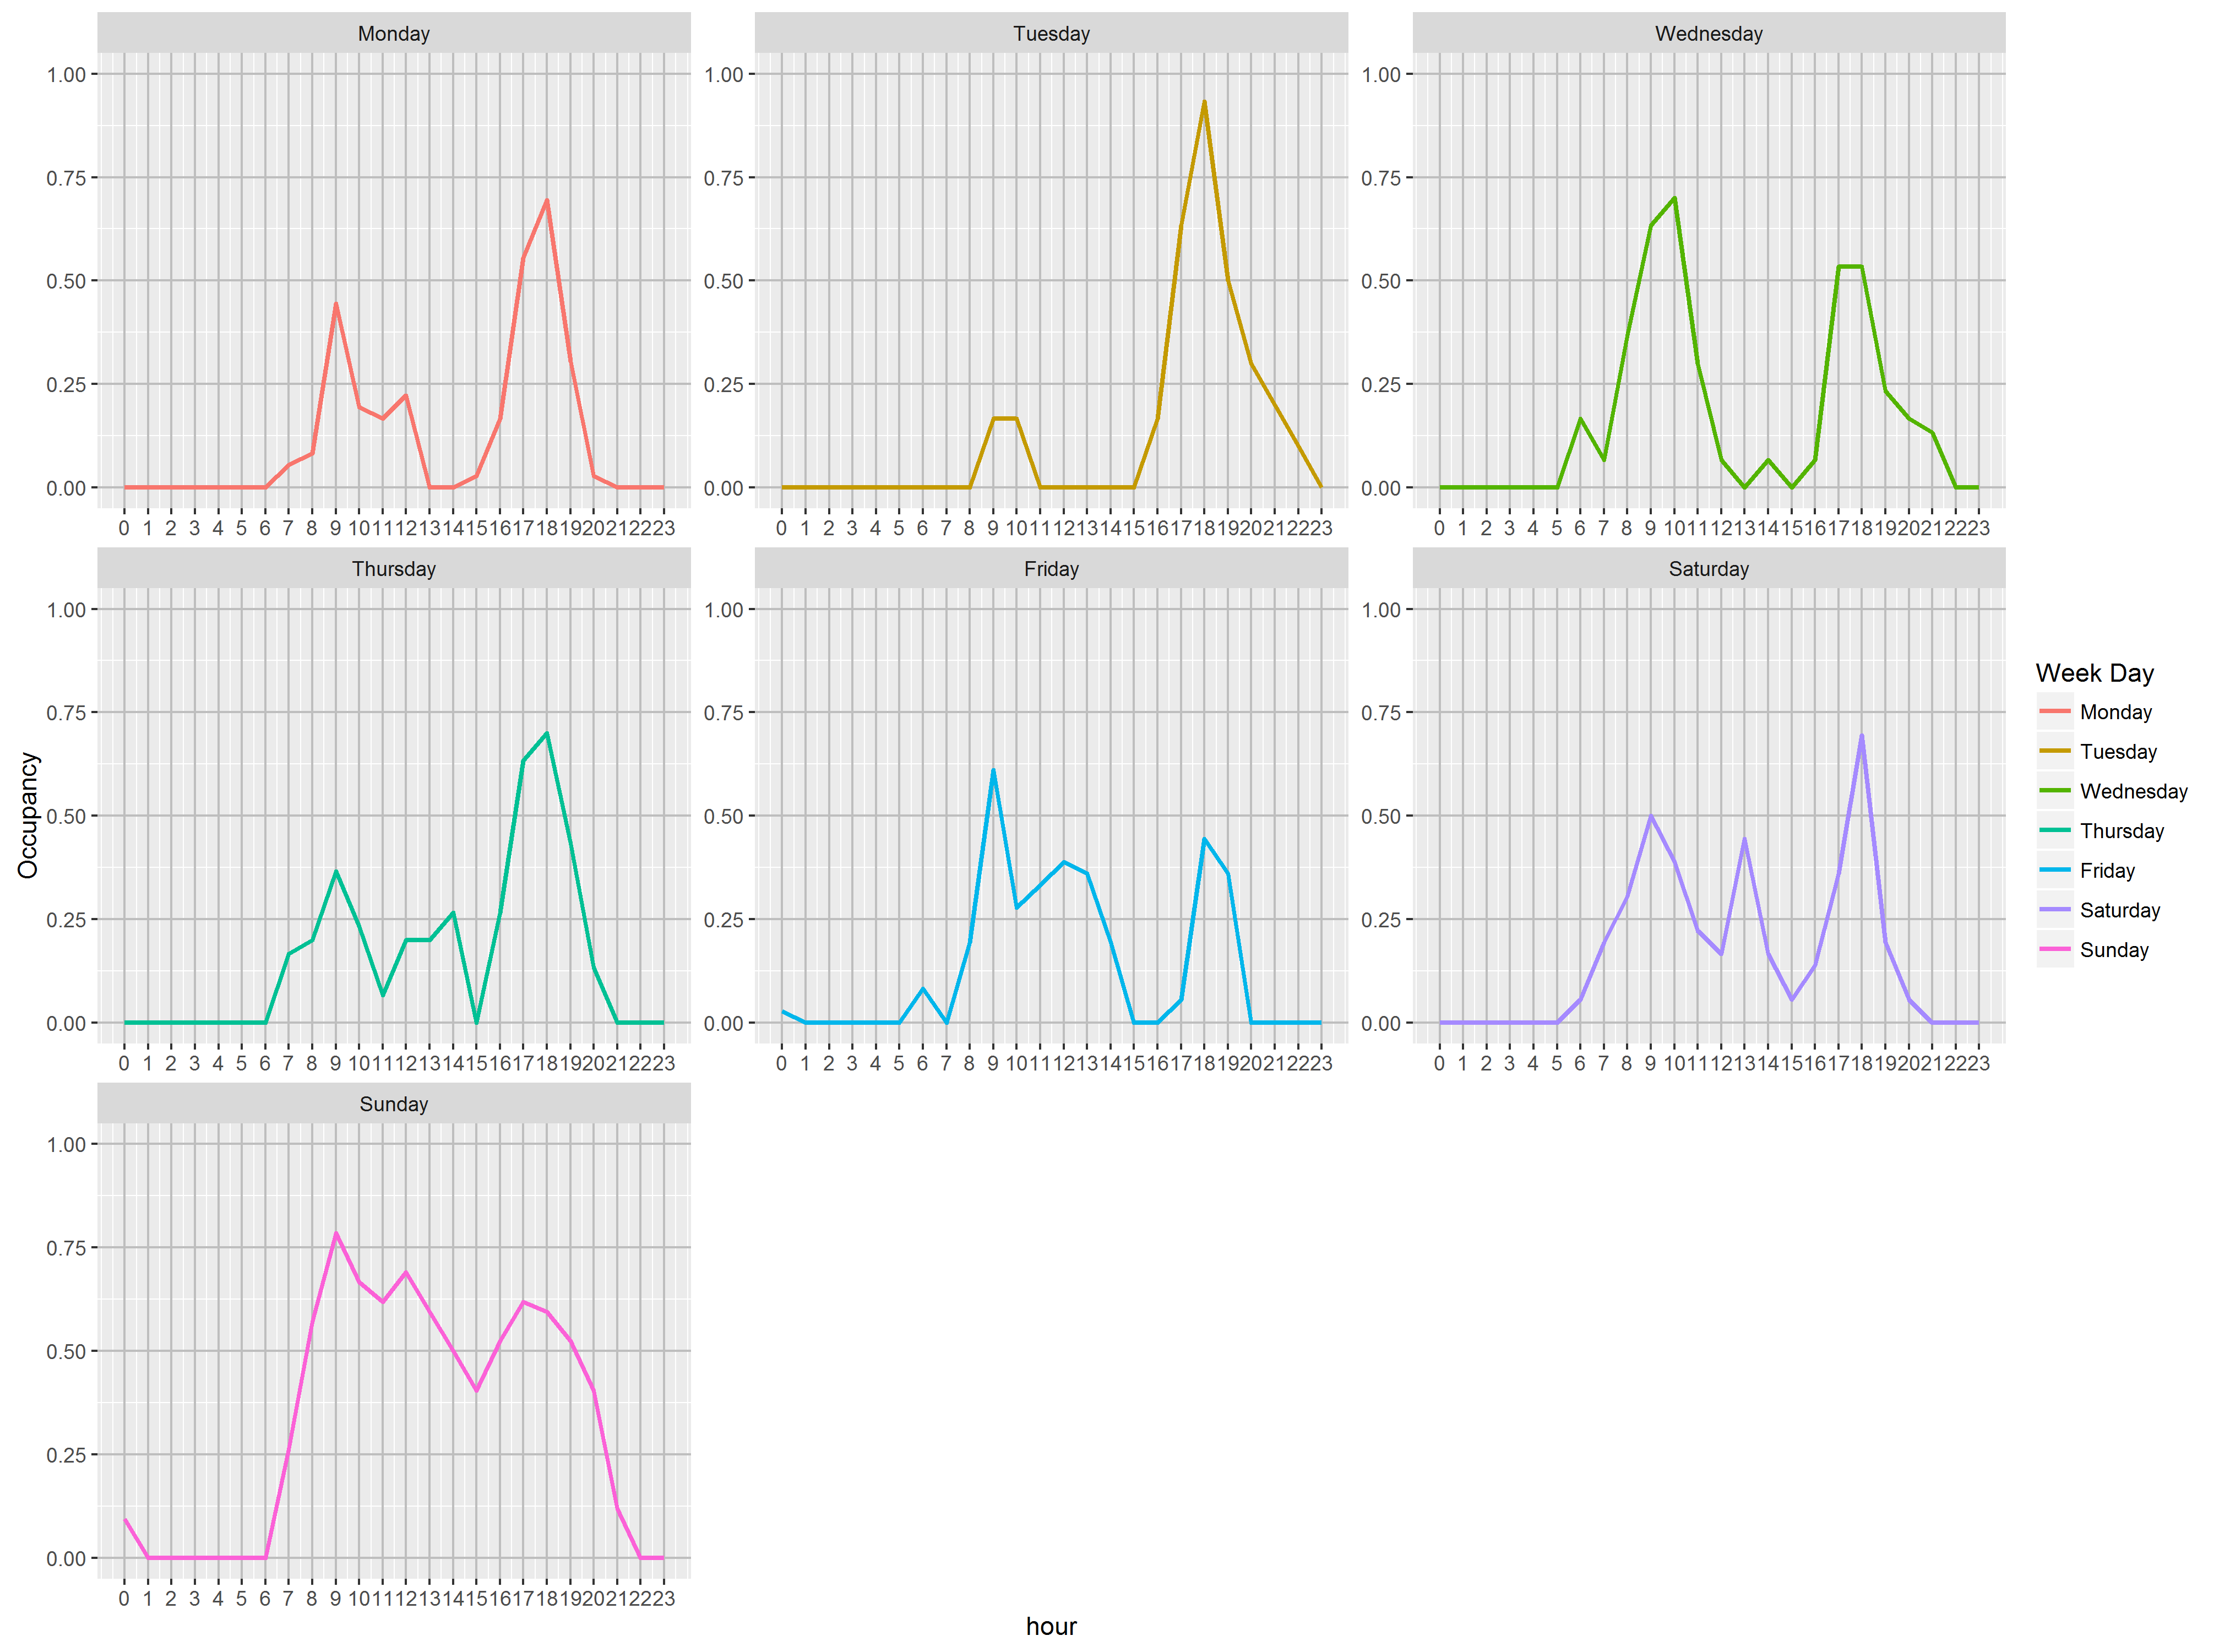 Monday Tuesday Wednesday
1.00 1.00 1.00
0.75 0.75 0.75
0.50 0.50 0.50
0.25 0.25 0.25
0.00 0.00 0.00
0 1 2 3 4 5 6 7 8 9 10 11 12 13 14 15 16 17 18 19 20 21 22 23 0 1 2 3 4 5 6 7 8 9 10 11 12 13 14 15 16 17 18 19 20 21 22 23 0 1 2 3 4 5 6 7 8 9 10 11 12 13 14 15 16 17 18 19 20 21 22 23
Thursday Friday Saturday
1.00 1.00 1.00
0.75 0.75 0.75
0.50 0.50 0.50
0.25 0.25 0.25
0.00 0.00 0.00
0 1 2 3 4 5 6 7 8 9 10 11 12 13 14 15 16 17 18 19 20 21 22 23 0 1 2 3 4 5 6 7 8 9 10 11 12 13 14 15 16 17 18 19 20 21 22 23 0 1 2 3 4 5 6 7 8 9 10 11 12 13 14 15 16 17 18 19 20 21 22 23
Sunday
1.00
0.75
0.50
0.25
0.00
0 1 2 3 4 5 6 7 8 9 10 11 12 13 14 15 16 17 18 19 20 21 22 23
hour
Occupancy
Week Day
Monday
Tuesday
Wednesday
Thursday
Friday
Saturday
Sunday